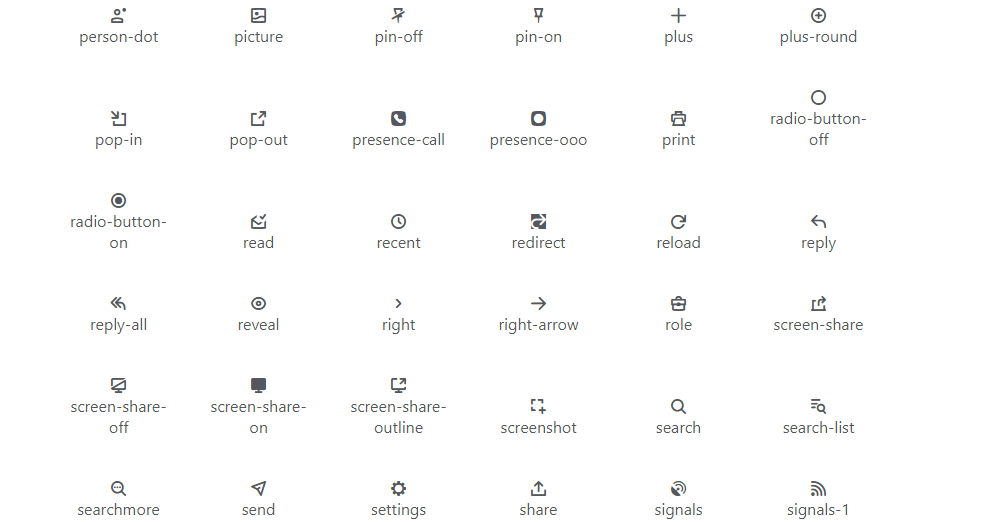 person-dot picture pin-off pin-on plus plus-round
pop-in pop-out presence-call presence-ooo print radio-button-
off
radio-button-
on read recent redirect reload reply
reply-all reveal right right-arrow role screen-share
screen-share-
off screen-share-
on screen-share-
outline screenshot search search-list
searchmore send settings share signals signals-1